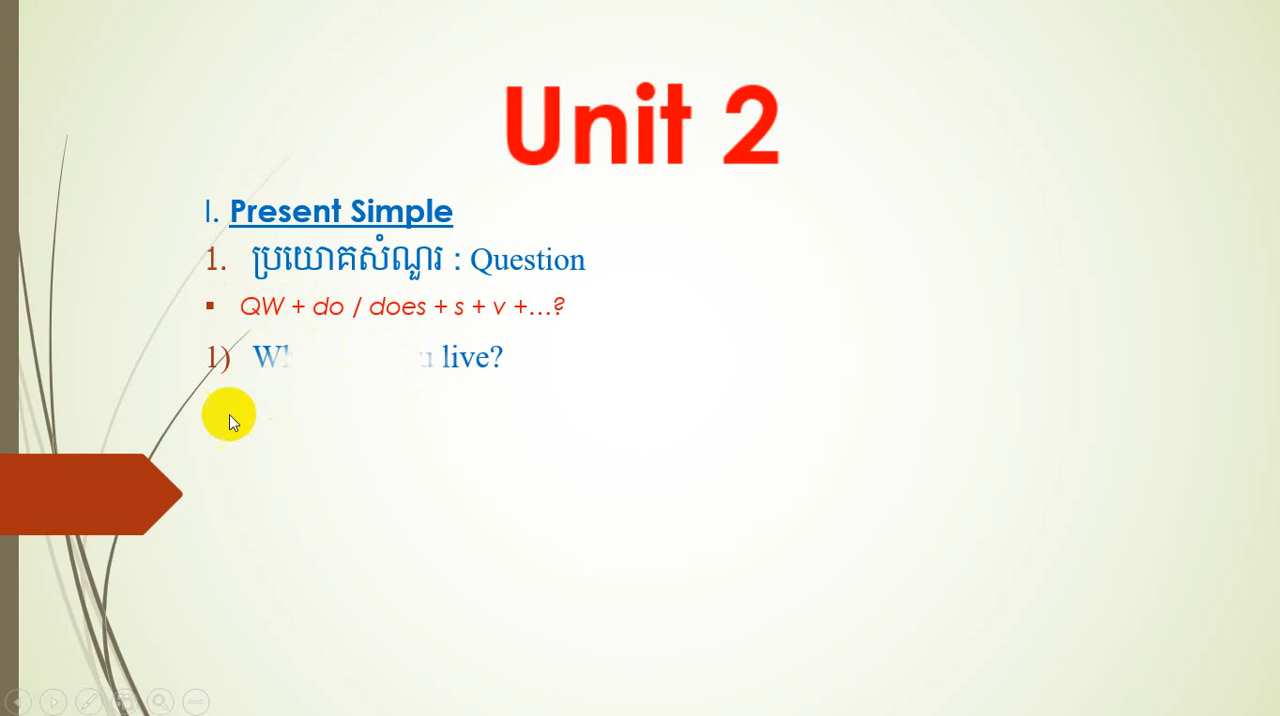 Unit 2
I. Present Simple
1. ប្រយោគសំណួរ : Question
▪ QW + do / does + s + v +...?
1) live?